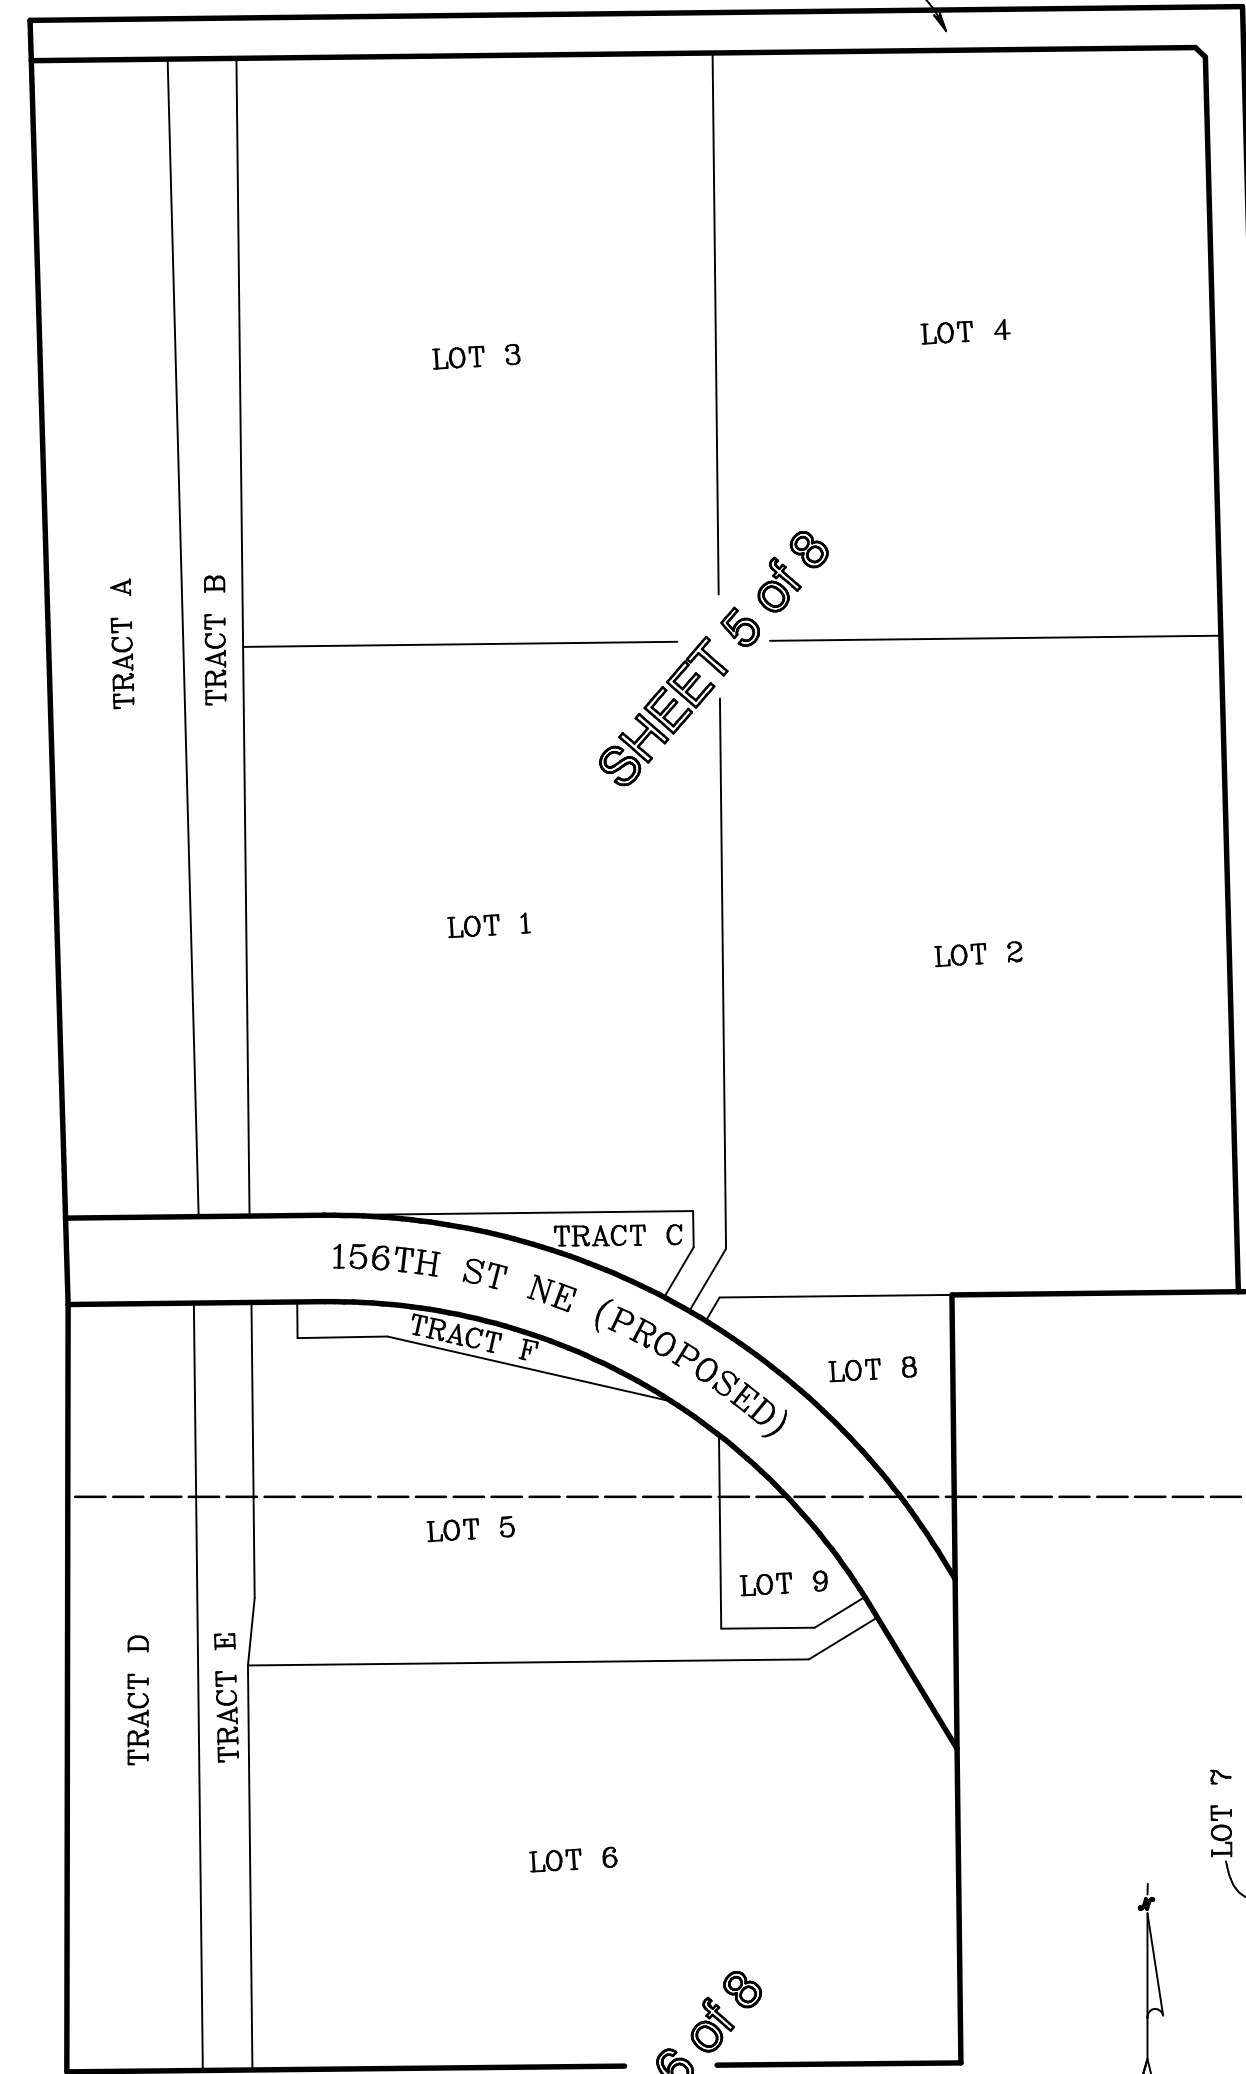 LOT 3
LOT 4
SHEET 5 of 8
TRACT A
TRACT B
LOT 1
LOT 2
TRACT C
156TH ST NE (PROPOSED)
TRACT F
LOT 8
LOT 5
LOT 9
TRACT D
TRACT E
LOT 7
LOT 6
N
6 of 8